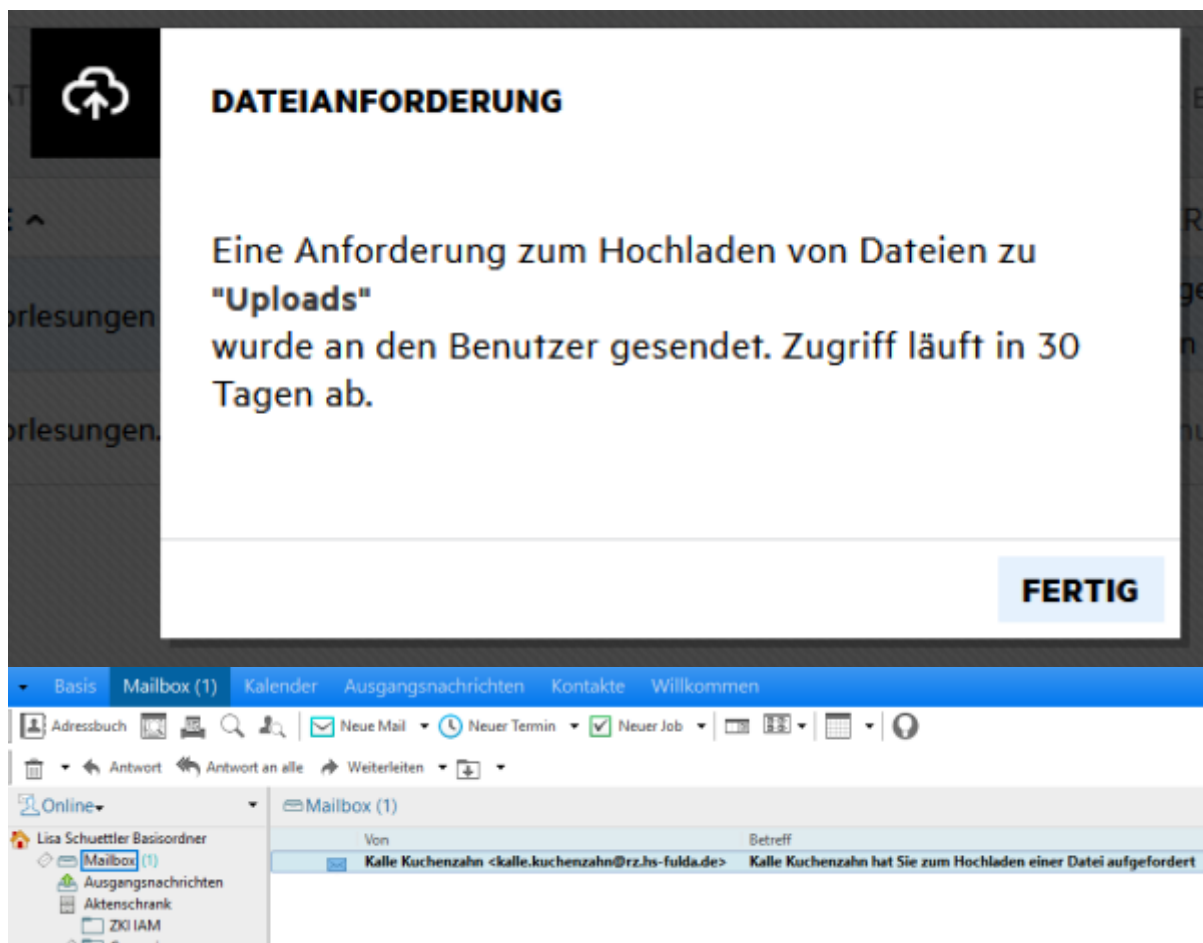 DATEIANFORDERUNG
Eine Anforderung zum Hochladen von Dateien zu
"Uploads"
wurde an den Benutzer gesendet. Zugriff läuft in 30
Tagen ab.
orlesungen
orlesungen.
FERTIG
Basis Mailbox (1) Kalender Ausgangsnachrichten Kontakte Willkommen
Adressbuch Neue Mail Neuer Termin Neuer Job
Antwort Antwort an alle Weiterleiten
Online Mailbox (1)
Lisa Schuettler Basisordner Von Betreff
Mailbox (1) Kalle Kuchenzahn <kalle.kuchenzahn@rz.hs-fulda.de> Kalle Kuchenzahn hat Sie zum Hochladen einer Datei aufgefordert
Ausgangsnachrichten
Aktenschrank
ZKI IAM